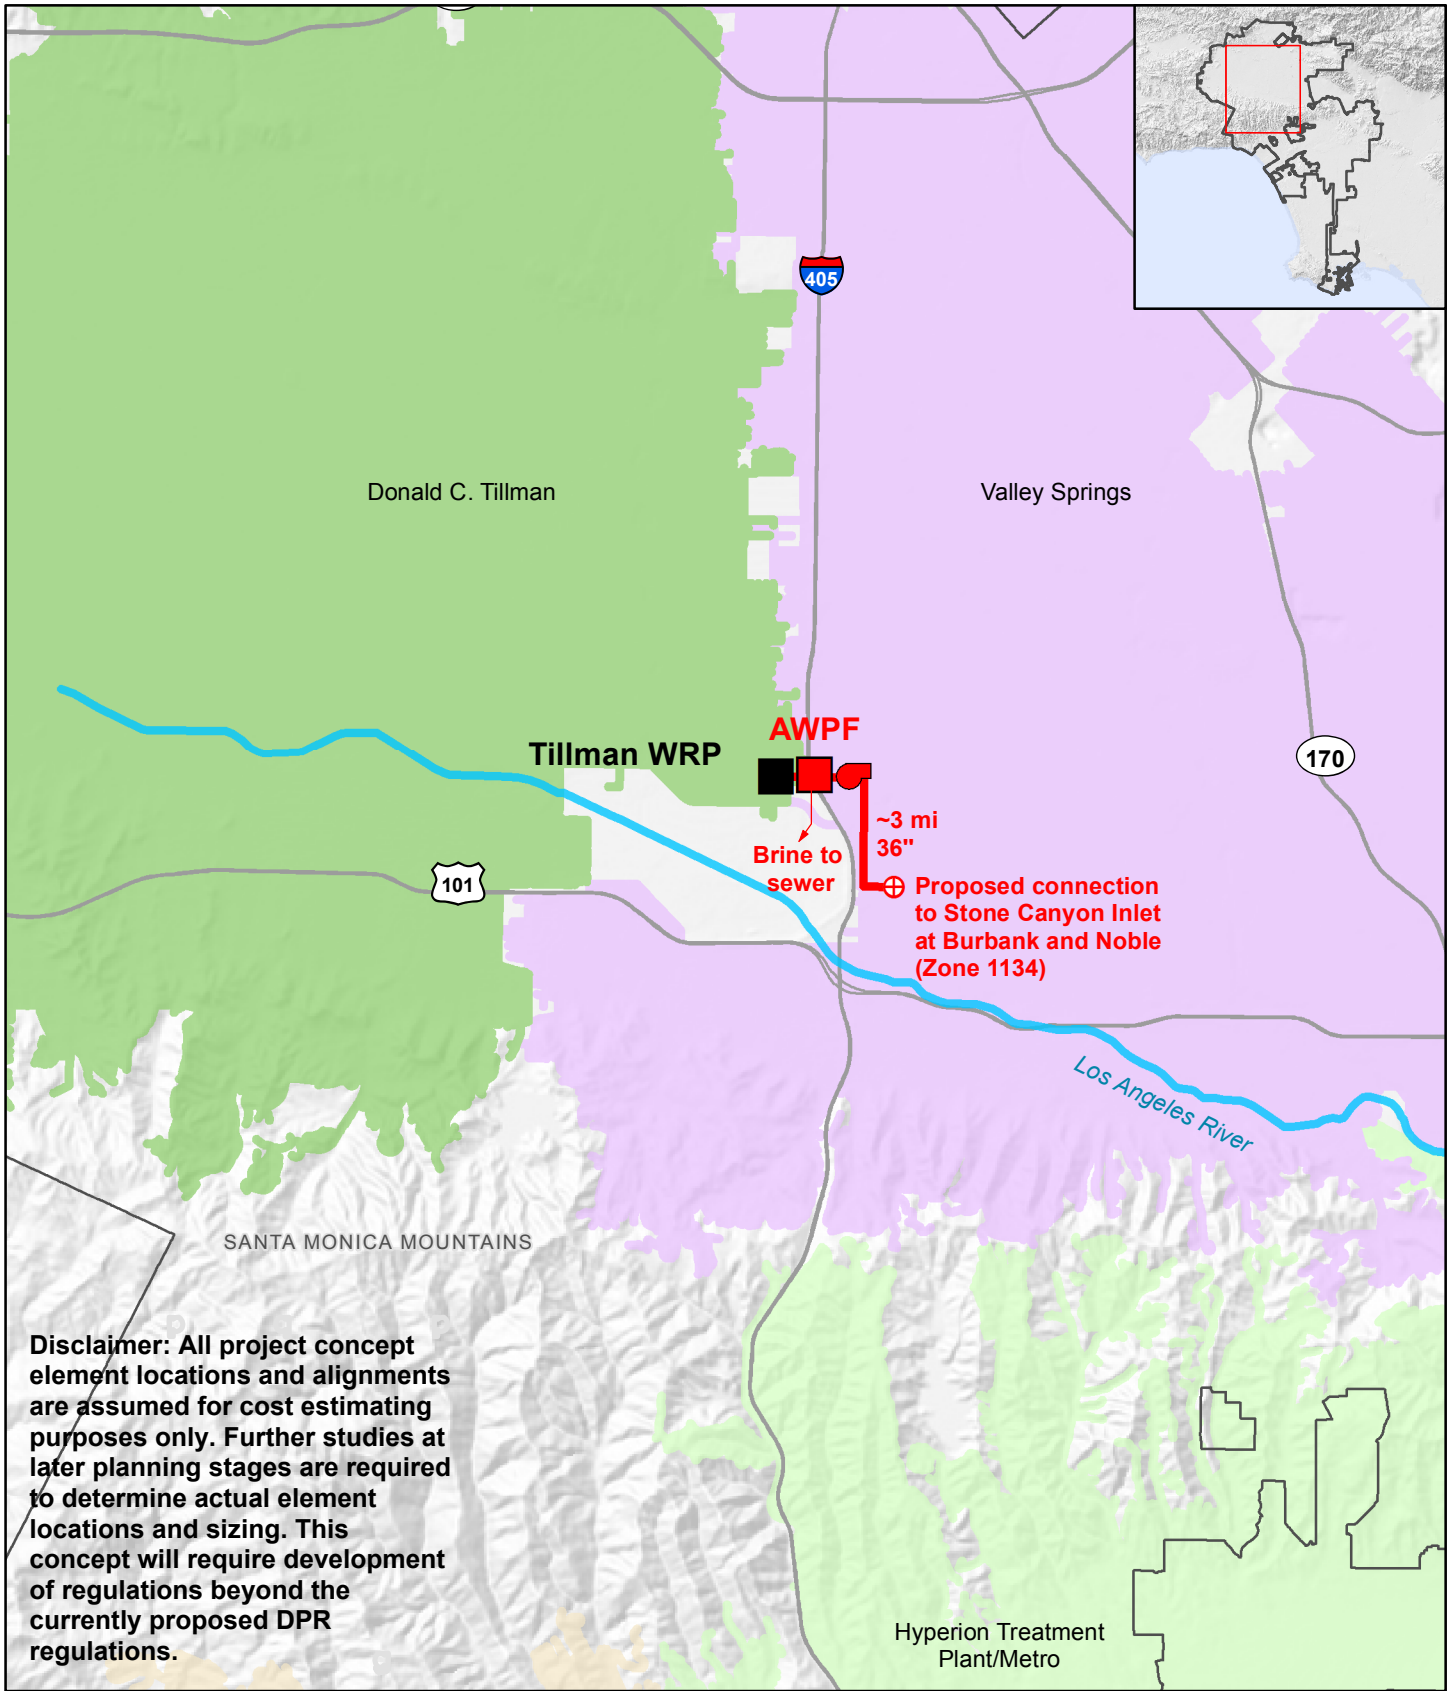 405
Donald C. Tillman
Valley Springs
AWPF
Tillman WRP
170
~3 mi
36"
Brine to
sewer
101
Proposed connection
to Stone Canyon Inlet
at Burbank and Noble
(Zone 1134)
Los Angeles River
SANTA MONICA MOUNTAINS
Disclaimer: All project concept
element locations and alignments
are assumed for cost estimating
purposes only. Further studies at
later planning stages are required
to determine actual element
locations and sizing. This
concept will require development
of regulations beyond the
currently proposed DPR
regulations.
Hyperion Treatment
Plant/Metro